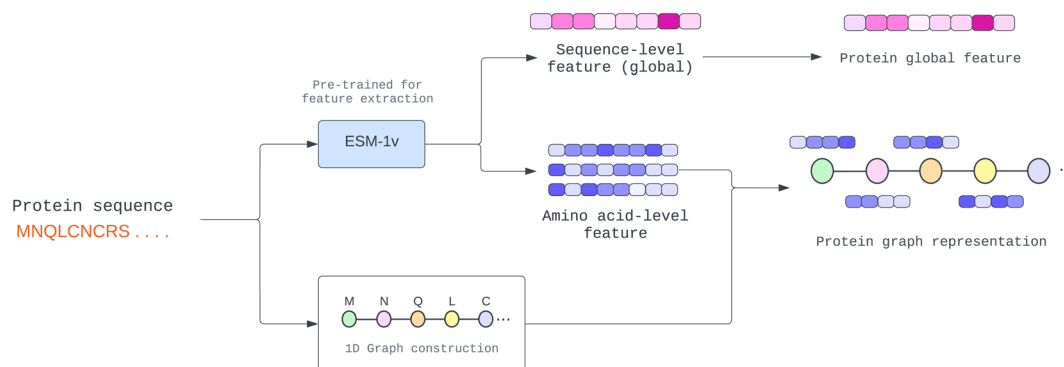 Sequence-level
feature (global)
Protein global feature
Pre-trained for
feature extraction
ESM-1v
Protein sequence
MNQLCNCRS . . . .
Amino acid-level
feature
Protein graph representation
M N Q L C
...
1D Graph construction